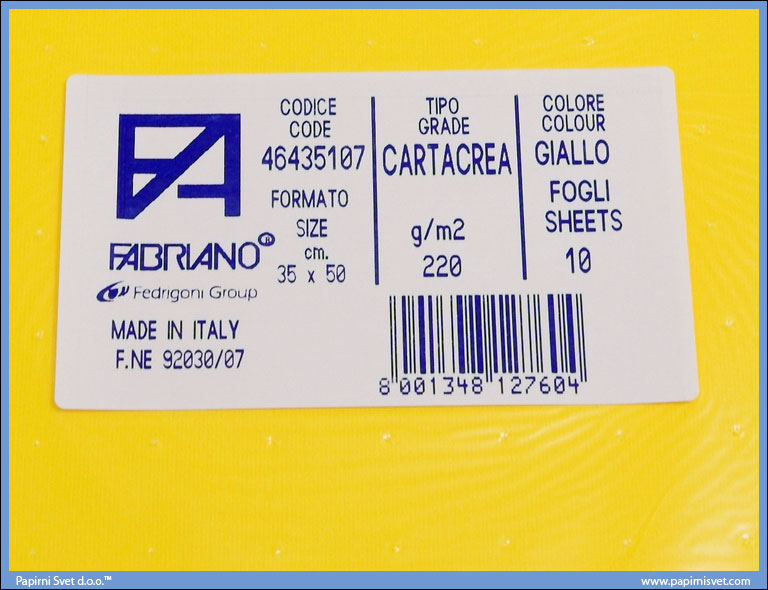 FABRIANO®
Fedrigoni Group
MADE IN ITALY
F.NE 92030/07
CODICE
CODE
46435107
FORMATO
SIZE
cm.
35 x 50
TIPO
GRADE
CARTACREA
g/m2
220
COLORE
COLOUR
GIALLO
FOGLI
SHEETS
10
8 001348 127604
Papirni Svet d.o.o.™
www.papirnisvet.com